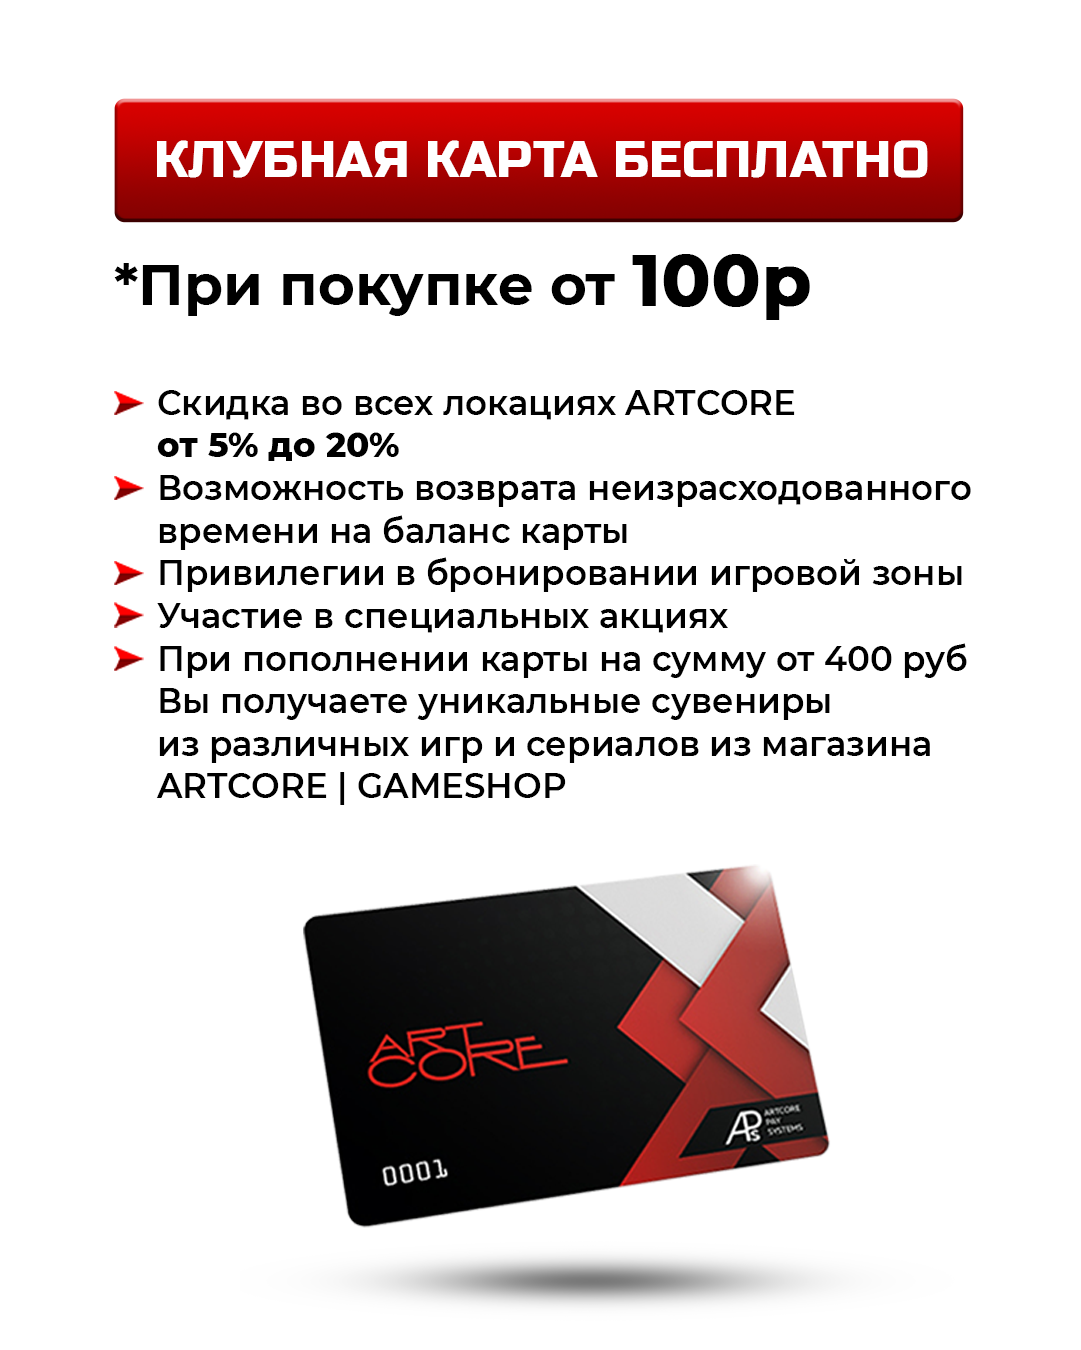 КЛУБНАЯ КАРТА БЕСПЛАТНО
*При покупке от 100р
Скидка во всех локациях ARTCORE
от 5% до 20%
Возможность возврата неизрасходованного
времени на баланс карты
Привилегии в бронировании игровой зоны
Участие в специальных акциях
При пополнении карты на сумму от 400 руб
Вы получаете уникальные сувениры
из различных игр и сериалов из магазина
ARTCORE | GAMESHOP
ART
CORE
APs
ARTCORE
PAY
SYSTEMS
0001